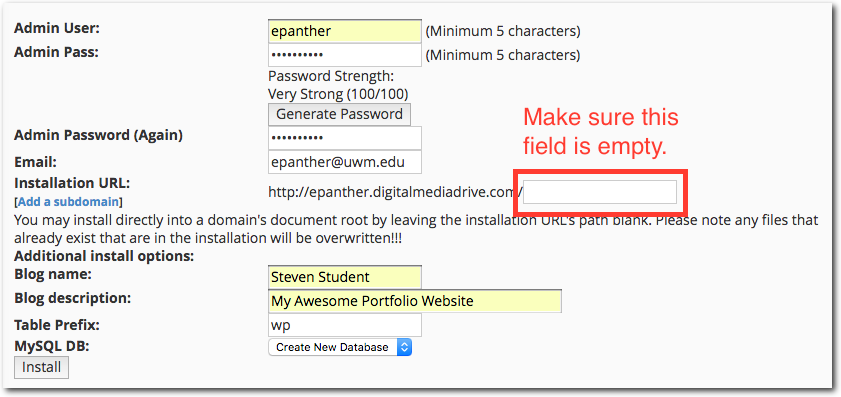 Admin User: epanther (Minimum 5 characters)
Admin Pass: •••••••••• (Minimum 5 characters)
Password Strength:
Very Strong (100/100)
Generate Password
Make sure this
field is empty.
Admin Password (Again) ••••••••••
Email: epanther@uwm.edu
Installation URL: http://epanther.digitalmediadrive.com/
[Add a subdomain]
You may install directly into a domain's document root by leaving the installation URL's path blank. Please note any files that
already exist that are in the installation will be overwritten!!!
Additional install options:
Blog name: Steven Student
Blog description: My Awesome Portfolio Website
Table Prefix: wp
MySQL DB: Create New Database
Install